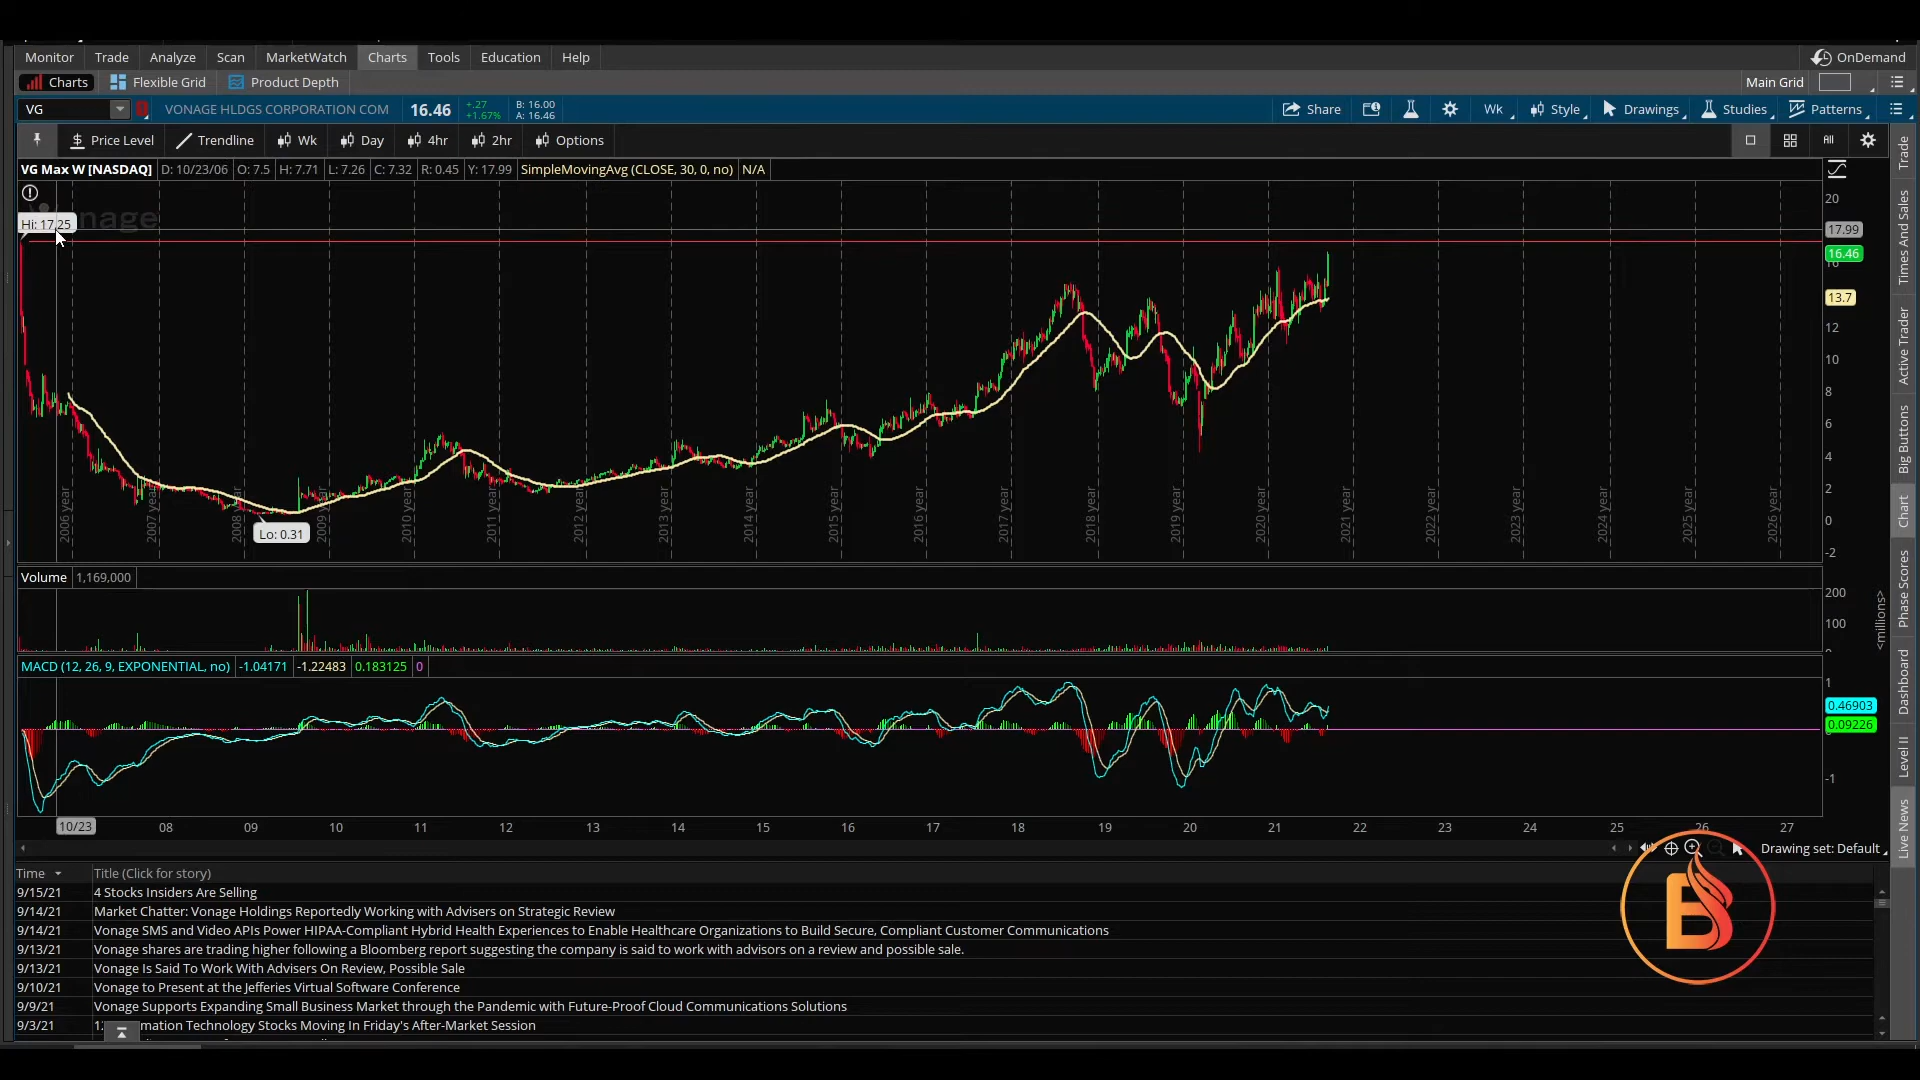 Monitor Trade Analyze Scan MarketWatch Charts Tools Education Help OnDemand
Charts Flexible Grid Product Depth Main Grid
VG VONAGE HLDGS CORPORATION COM 16.46 +.27 +1.67% B: 16.00 A: 16.46 Share Wk Style Drawings Studies Patterns
Price Level Trendline Wk Day 4hr 2hr Options All
VG Max W [NASDAQ] D: 10/23/06 O: 7.5 H: 7.71 L: 7.26 C: 7.32 R: 0.45 Y: 17.99 SimpleMovingAvg (CLOSE, 30, 0, no) N/A
20
Hi: 17.25
17.99
16.46
16
13.7
12
10
8
6
4
2
0
-2
2006 year 2007 year 2008 year 2009 year 2010 year 2011 year 2012 year 2013 year 2014 year 2015 year 2016 year 2017 year 2018 year 2019 year 2020 year 2021 year 2022 year 2023 year 2024 year 2025 year 2026 year
Lo: 0.31
Volume 1,169,000
200
100
<millions>
MACD (12, 26, 9, EXPONENTIAL, no) -1.04171 -1.22483 0.183125 0
1
0.46903
0.09226
-1
10/23 08 09 10 11 12 13 14 15 16 17 18 19 20 21 22 23 24 25 26 27
Drawing set: Default
Time Title (Click for story)
9/15/21 4 Stocks Insiders Are Selling
9/14/21 Market Chatter: Vonage Holdings Reportedly Working with Advisers on Strategic Review
9/14/21 Vonage SMS and Video APIs Power HIPAA-Compliant Hybrid Health Experiences to Enable Healthcare Organizations to Build Secure, Compliant Customer Communications
9/13/21 Vonage shares are trading higher following a Bloomberg report suggesting the company is said to work with advisors on a review and possible sale.
9/13/21 Vonage Is Said To Work With Advisers On Review, Possible Sale
9/10/21 Vonage to Present at the Jefferies Virtual Software Conference
9/9/21 Vonage Supports Expanding Small Business Market through the Pandemic with Future-Proof Cloud Communications Solutions
9/3/21 12 mation Technology Stocks Moving In Friday's After-Market Session
Trade
Times And Sales
Active Trader
Big Buttons
Chart
Phase Scores
Dashboard
Level II
Live News
B